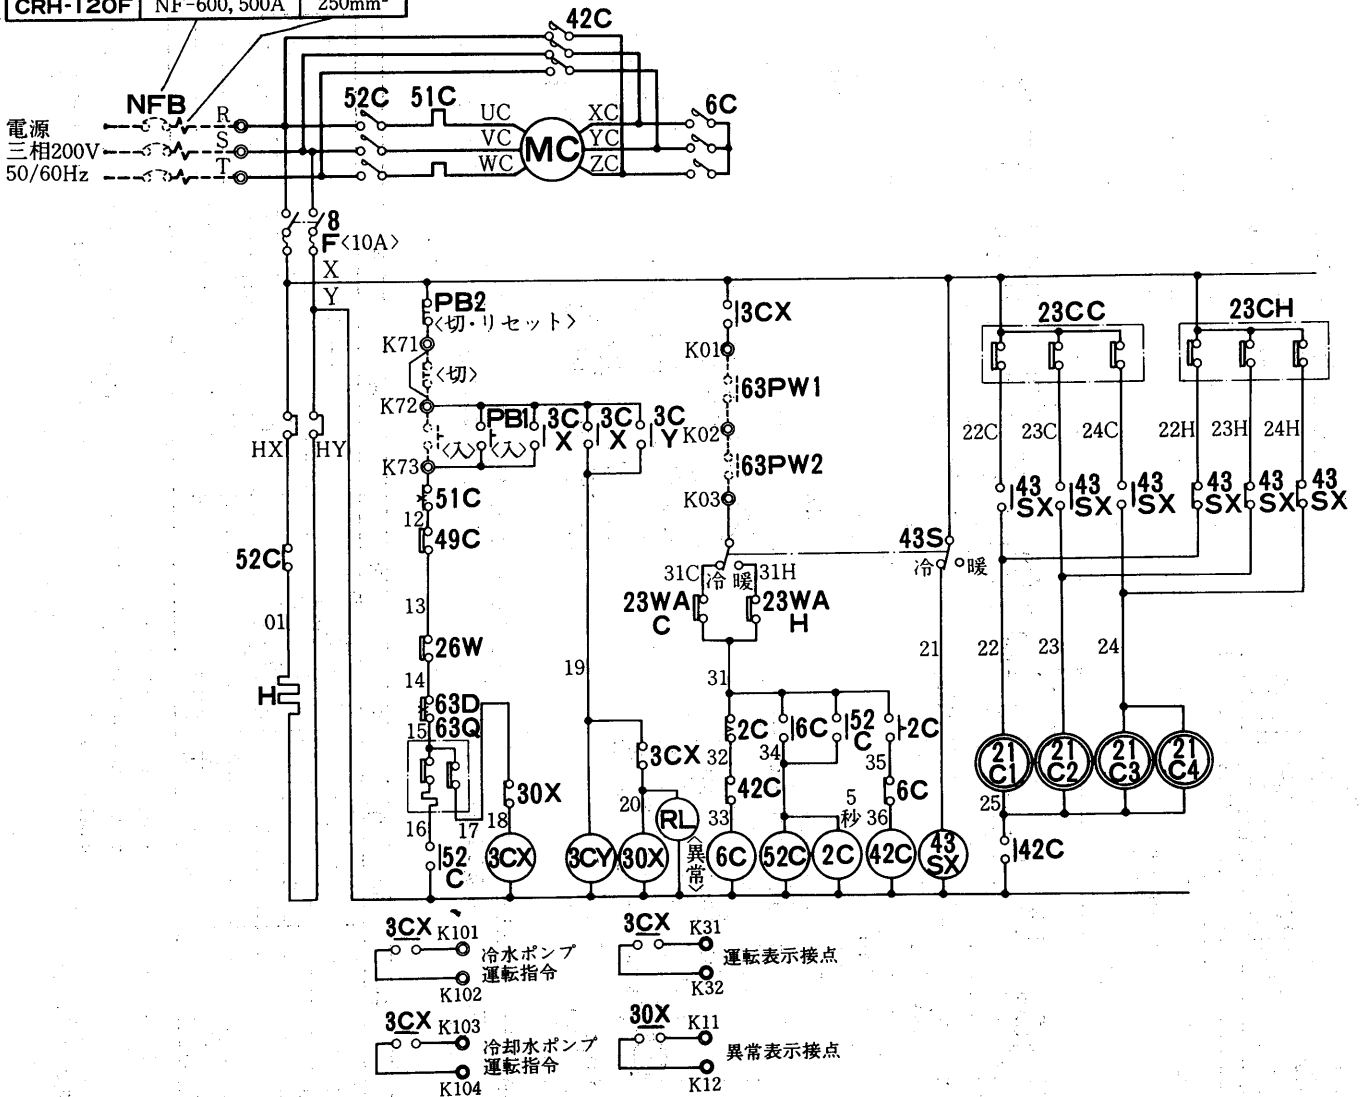 CRH-120F NF-600, 500A 250mm²
42C
NFB
52C 51C
6C
電源
三相200V
50/60Hz
R
S
T
UC
VC
WC
MC
XC
YC
ZC
8
F〈10A〉
X
Y
PB2
〈切・リセット〉
K71
〈切〉
K72
K73
〈入〉
PB1
〈入〉
3C
X
3C
X
3C
Y
3CX
K01
63PW1
K02
63PW2
K03
23CC
23CH
22C 23C 24C 22H 23H 24H
43
SX
43
SX
43
SX
43
SX
43
SX
43
SX
HX HY
52C
01
H
51C
12
49C
13
26W
14
63D
15 63Q
16 17
52
C
30X
18
3CX
19
3CX
20
RL
〈異常〉
3CY
30X
43S
冷 暖
31C 冷 暖 31H
23WA
C
23WA
H
31
2C
32
42C
33
6C
6C
34
52
C
52C
5
秒
2C
2C
35
6C
36
42C
21
43
SX
22 23 24
21
C1
21
C2
21
C3
21
C4
25
42C
3CX K101
冷水ポンプ
運転指令
K102
3CX K103
冷却水ポンプ
運転指令
K104
3CX K31
運転表示接点
K32
30X K11
異常表示接点
K12